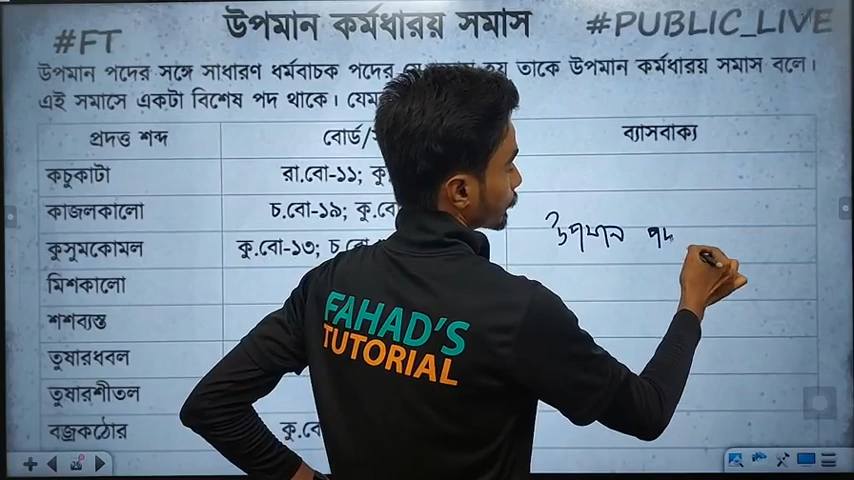 উপমান কর্মধারয় সমাস
#FT
#PUBLIC_LIVE
উপমান পদের সঙ্গে সাধারণ ধর্মবাচক পদের হয় তাকে উপমান কর্মধারয় সমাস বলে।
এই সমাসে একটা বিশেষ পদ থাকে।
প্রদত্ত শব্দ বোর্ড/ ব্যাসবাক্য
কচুকাটা রা.বো-১১;
কাজলকালো চ.বো-১৯; কু.বো
কুসুমকোমল কু.বো-১৩; চ.বো
মিশকালো
শশব্যস্ত
তুষারধবল
তুষারশীতল
বজ্রকঠোর কু.বো
উপমান পদ
FAHAD'S
TUTORIAL